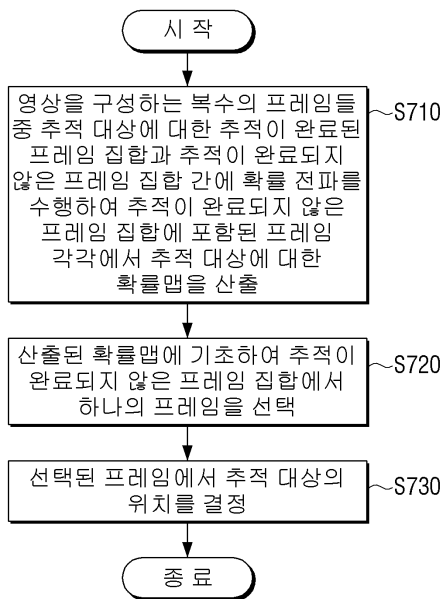 시 작
영상을 구성하는 복수의 프레임들
중 추적 대상에 대한 추적이 완료된
프레임 집합과 추적이 완료되지
않은 프레임 집합 간에 확률 전파를
수행하여 추적이 완료되지 않은
프레임 집합에 포함된 프레임
각각에서 추적 대상에 대한
확률맵을 산출
S710
산출된 확률맵에 기초하여 추적이
완료되지 않은 프레임 집합에서
하나의 프레임을 선택
S720
선택된 프레임에서 추적 대상의
위치를 결정
S730
종 료